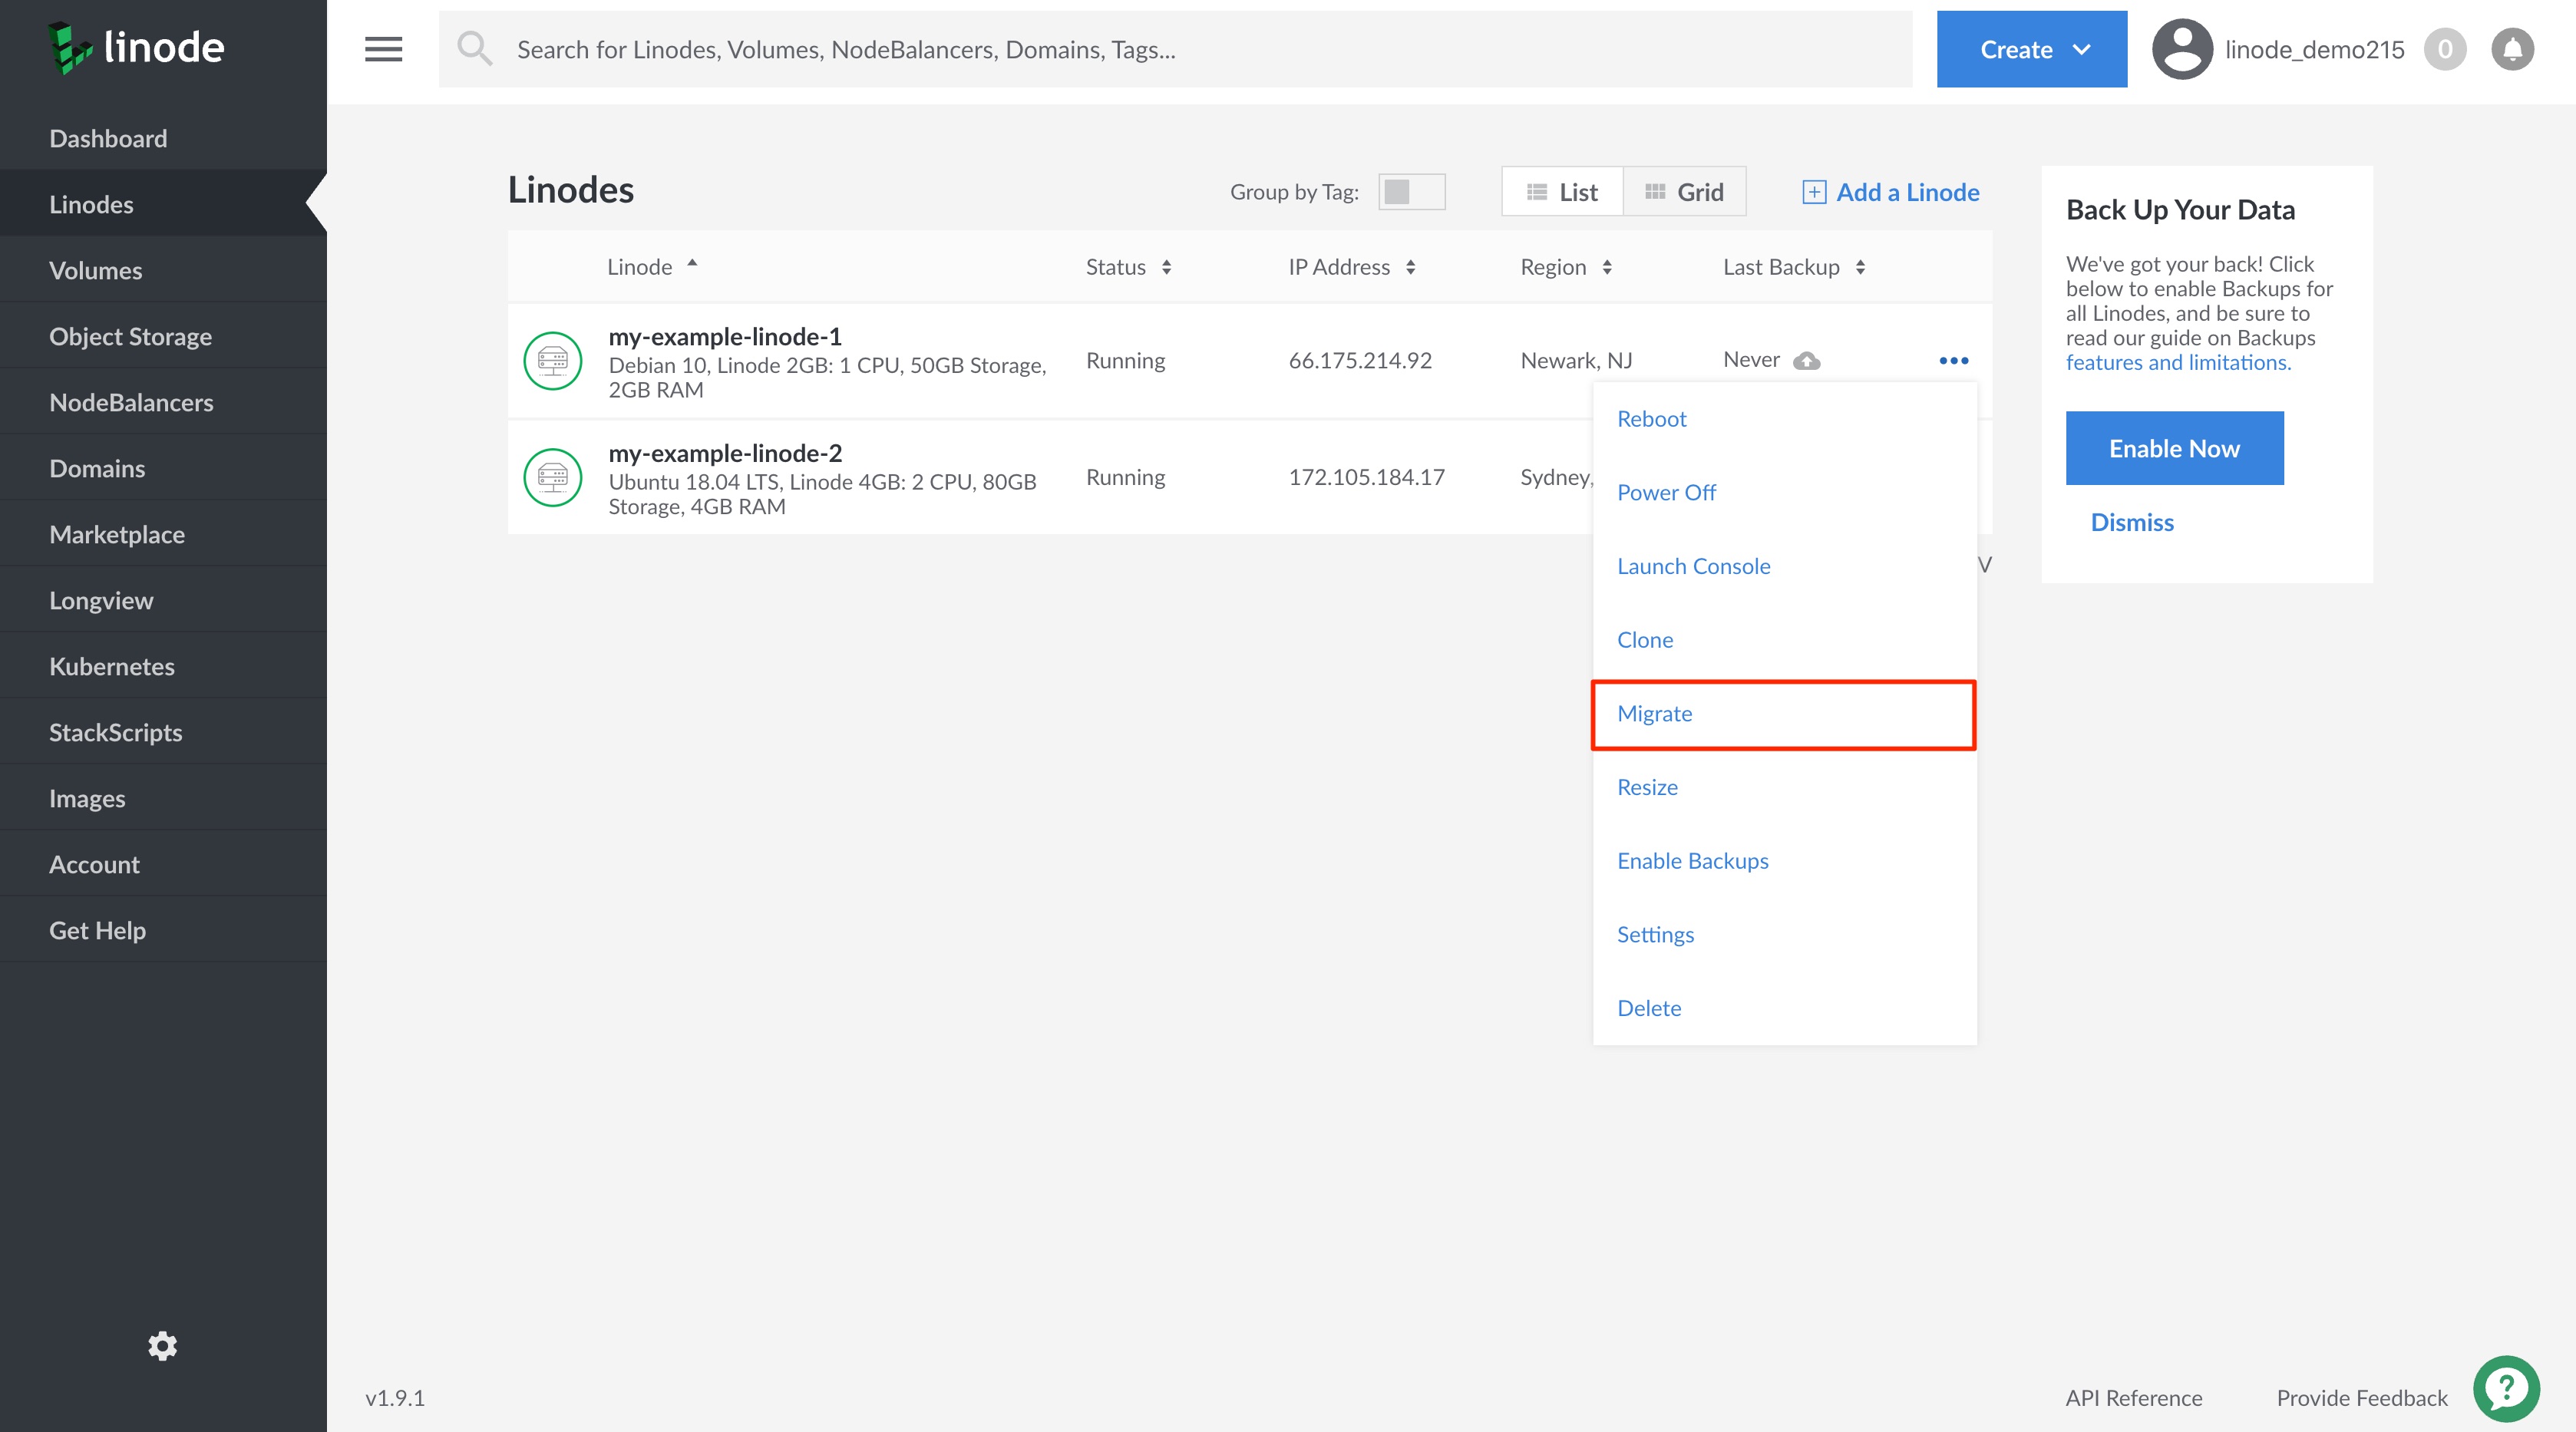 linode
Search for Linodes, Volumes, NodeBalancers, Domains, Tags...
Create
linode_demo215
0
Dashboard
Linodes
Volumes
Object Storage
NodeBalancers
Domains
Marketplace
Longview
Kubernetes
StackScripts
Images
Account
Get Help
Linodes
Group by Tag:
List
Grid
Add a Linode
Linode
Status
IP Address
Region
Last Backup
my-example-linode-1
Debian 10, Linode 2GB: 1 CPU, 50GB Storage,
2GB RAM
Running
66.175.214.92
Newark, NJ
Never
my-example-linode-2
Ubuntu 18.04 LTS, Linode 4GB: 2 CPU, 80GB
Storage, 4GB RAM
Running
172.105.184.17
Sydney,
V
Reboot
Power Off
Launch Console
Clone
Migrate
Resize
Enable Backups
Settings
Delete
Back Up Your Data
We've got your back! Click
below to enable Backups for
all Linodes, and be sure to
read our guide on Backups
features and limitations.
Enable Now
Dismiss
v1.9.1
API Reference
Provide Feedback
?